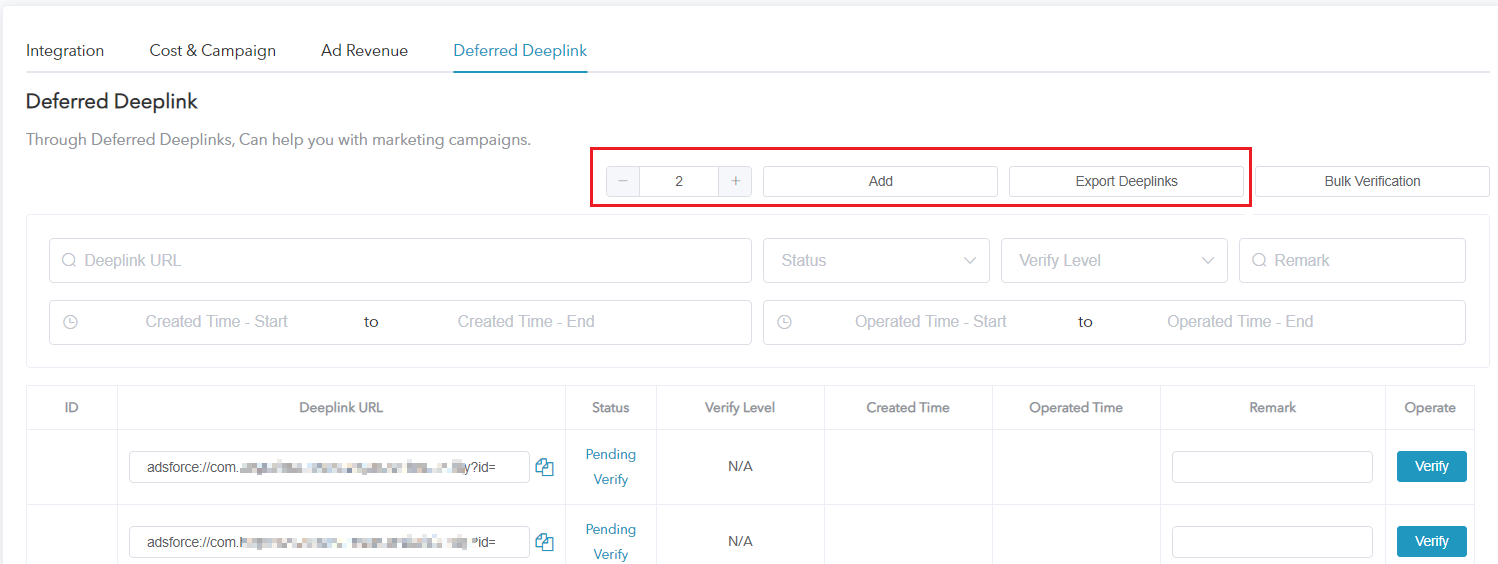 Integration Cost & Campaign Ad Revenue Deferred Deeplink
Deferred Deeplink
Through Deferred Deeplinks, Can help you with marketing campaigns.
− 2 + Add Export Deeplinks Bulk Verification
Deeplink URL Status Verify Level Remark
Created Time - Start to Created Time - End Operated Time - Start to Operated Time - End
ID Deeplink URL Status Verify Level Created Time Operated Time Remark Operate
adsforce://com. y?id= Pending Verify N/A Verify
adsforce://com. ?id= Pending Verify N/A Verify